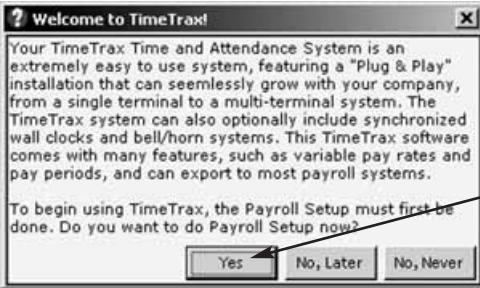 ? Welcome to TimeTrax!
Your TimeTrax Time and Attendance System is an
extremely easy to use system, featuring a "Plug & Play"
installation that can seemlessly grow with your company,
from a single terminal to a multi-terminal system. The
TimeTrax system can also optionally include synchronized
wall clocks and bell/horn systems. This TimeTrax software
comes with many features, such as variable pay rates and
pay periods, and can export to most payroll systems.
To begin using TimeTrax, the Payroll Setup must first be
done. Do you want to do Payroll Setup now?
Yes No, Later No, Never